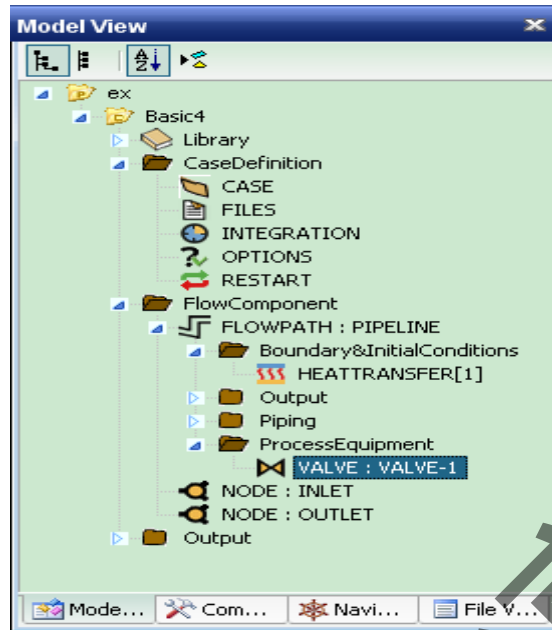 Model View
A
Z
ex
Basic4
Library
CaseDefinition
CASE
FILES
INTEGRATION
OPTIONS
RESTART
FlowComponent
FLOWPATH : PIPELINE
Boundary&InitialConditions
HEATTRANSFER[1]
Output
Piping
ProcessEquipment
VALVE : VALVE-1
NODE : INLET
NODE : OUTLET
Output
Mode... Com... Navi... File V...